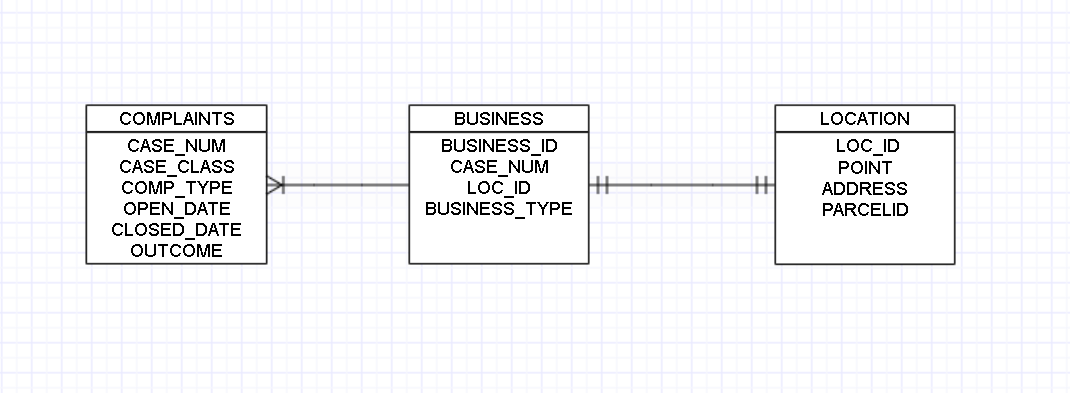 COMPLAINTS
CASE_NUM
CASE_CLASS
COMP_TYPE
OPEN_DATE
CLOSED_DATE
OUTCOME
BUSINESS
BUSINESS_ID
CASE_NUM
LOC_ID
BUSINESS_TYPE
LOCATION
LOC_ID
POINT
ADDRESS
PARCELID